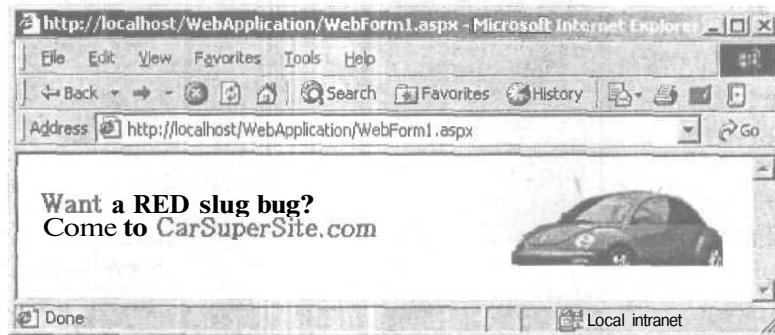 http://localhost/WebApplication/WebForm1.aspx - Microsoft Internet Explorer
File Edit View Favorites Tools Help
Back Search Favorites History
Address http://localhost/WebApplication/WebForm1.aspx Go
Want a RED slug bug?
Come to CarSuperSite.com
Done Local intranet